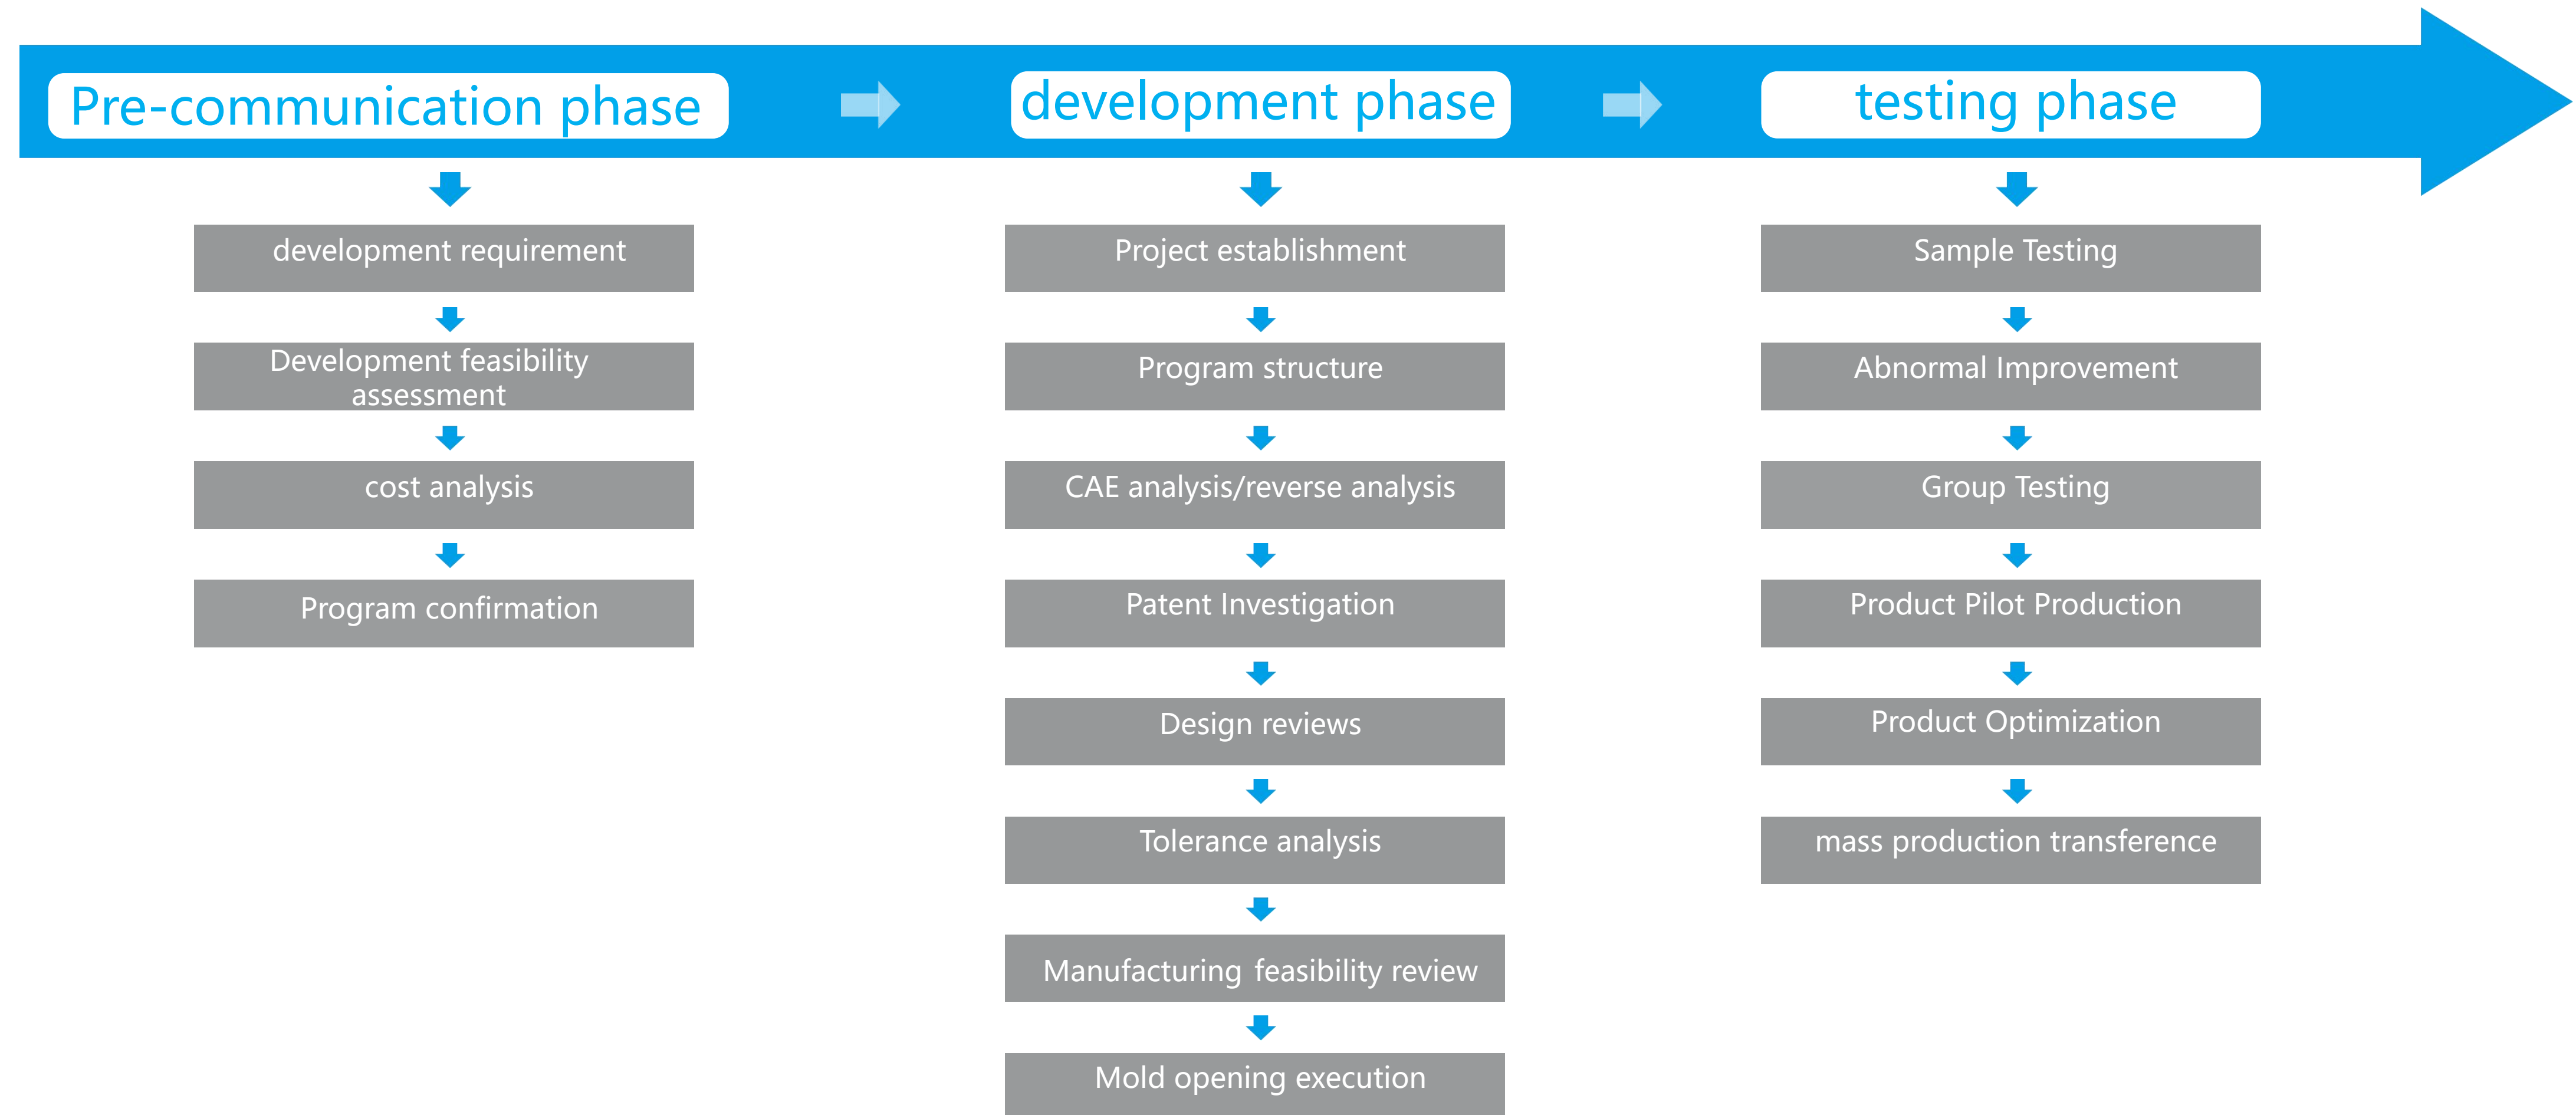 Pre-communication phase
development phase
testing phase
development requirement
Development feasibility
assessment
cost analysis
Program confirmation
Project establishment
Program structure
CAE analysis/reverse analysis
Patent Investigation
Design reviews
Tolerance analysis
Manufacturing feasibility review
Mold opening execution
Sample Testing
Abnormal Improvement
Group Testing
Product Pilot Production
Product Optimization
mass production transference